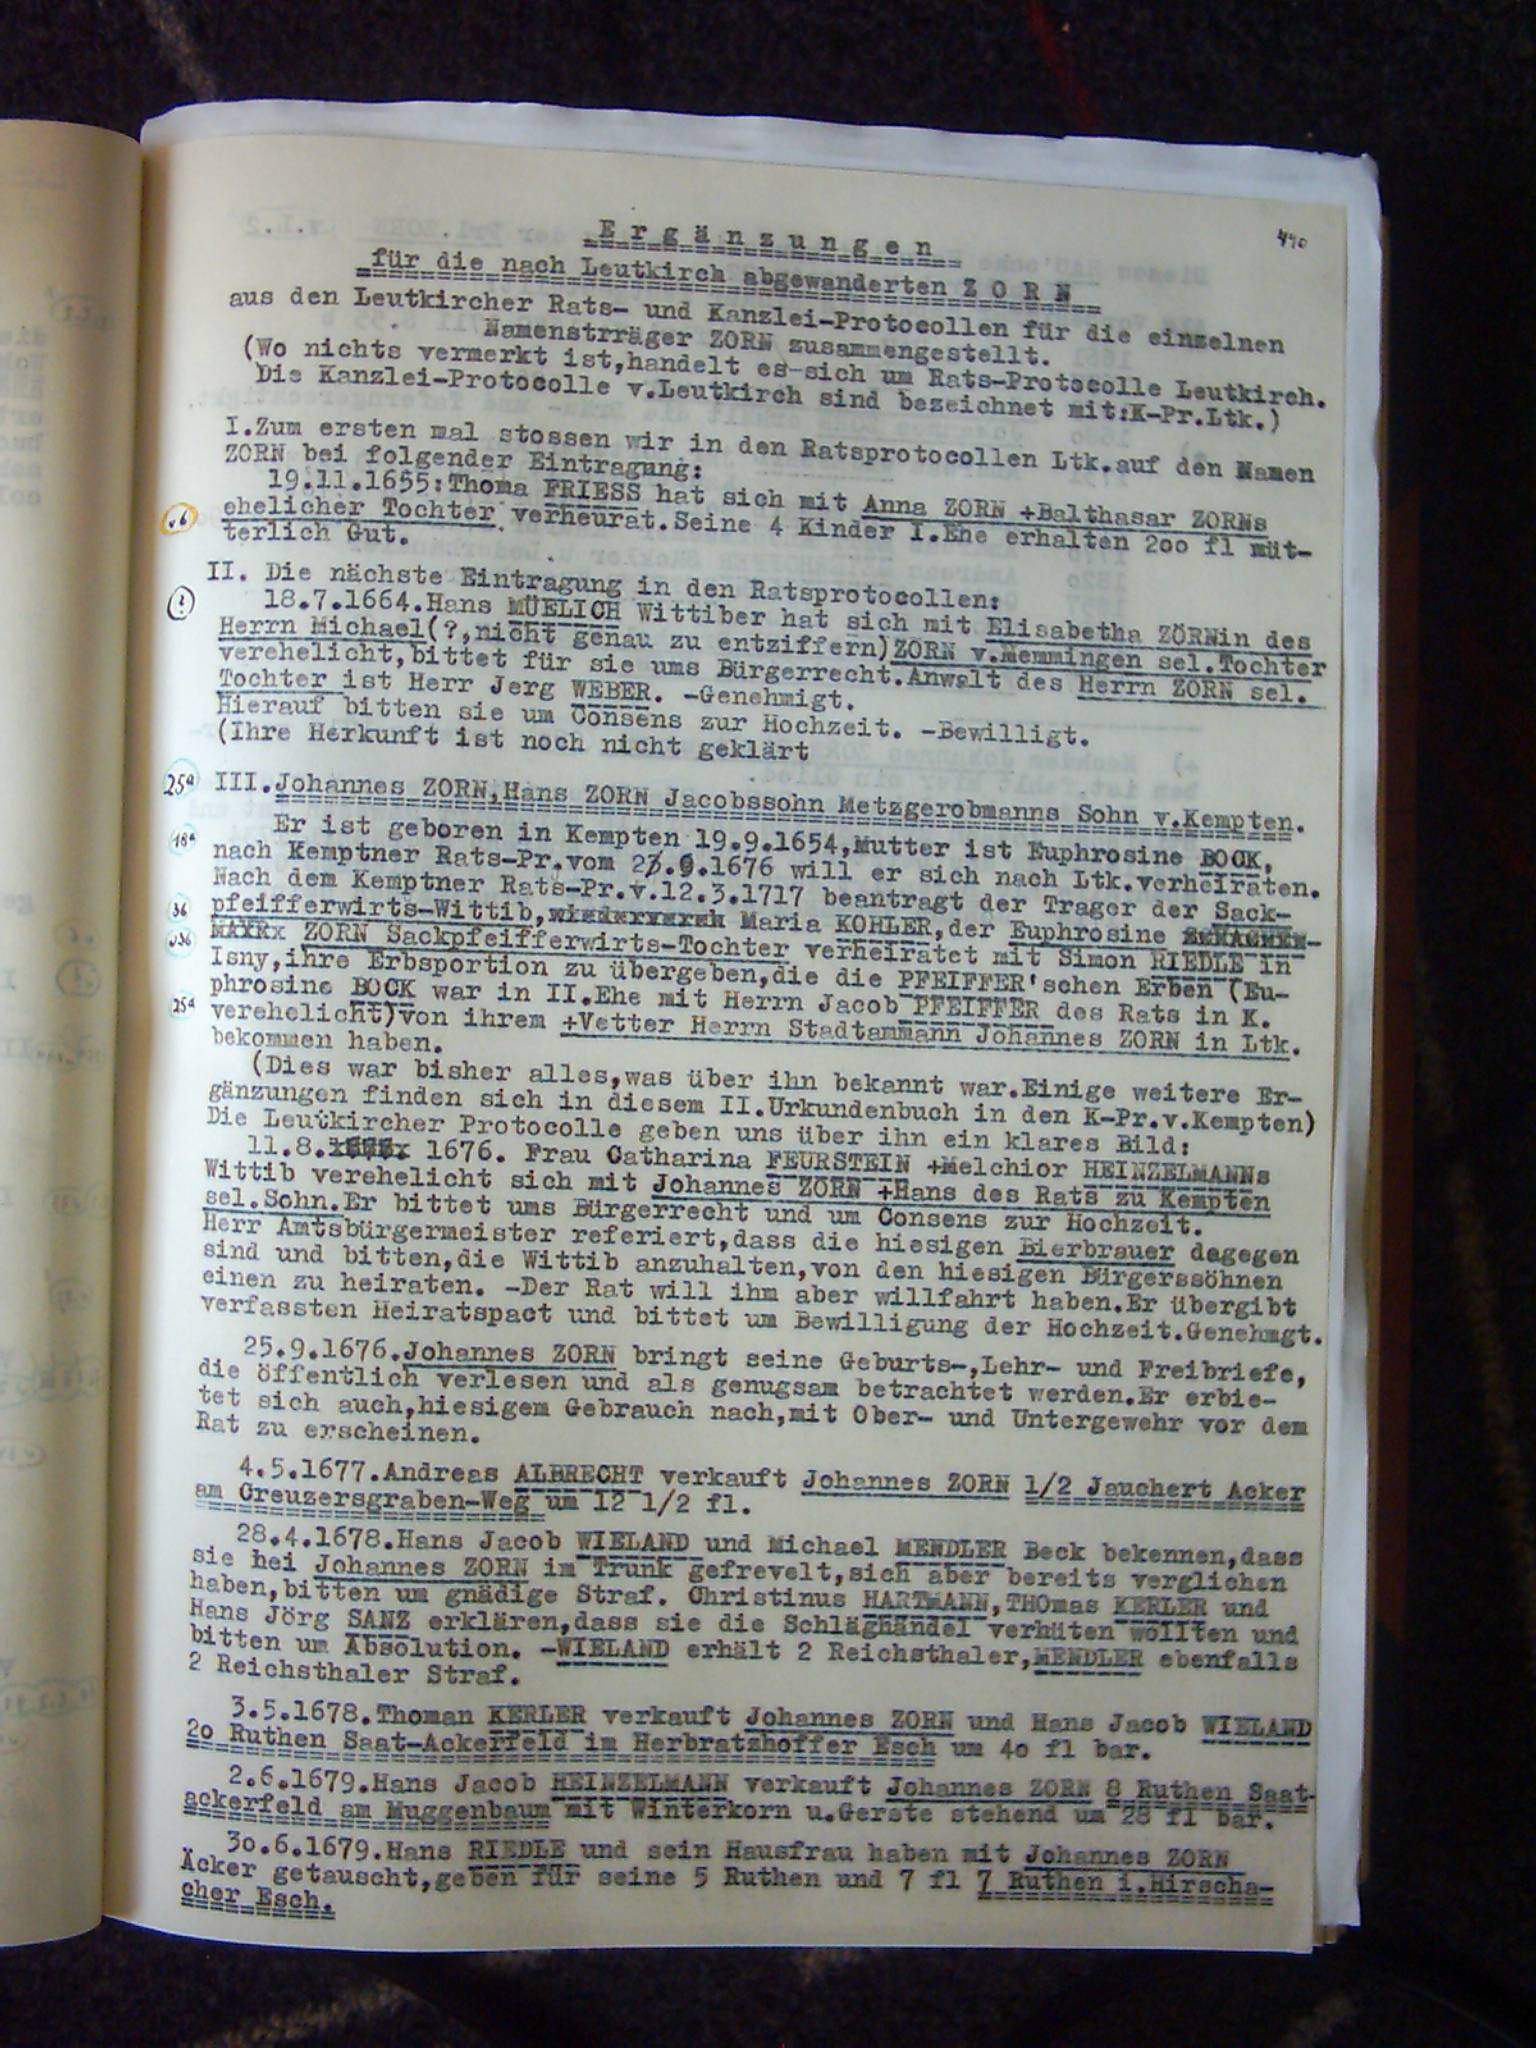 440
E r g ä n z u n g e n
für die nach Leutkirch abgewanderten Z O R N
aus den Leutkircher Rats- und Kanzlei-Protocollen für die einzelnen
Namenstrräger ZORN zusammengestellt.
(Wo nichts vermerkt ist,handelt es sich um Rats-Protocolle Leutkirch.
Die Kanzlei-Protocolle v.Leutkirch sind bezeichnet mit:K-Pr.Ltk.)
I.Zum ersten mal stossen wir in den Ratsprotocollen Ltk.auf den Namen
ZORN bei folgender Eintragung:
19.11.1655:Thoma FRIESS hat sich mit Anna ZORN +Balthasar ZORNs
v6 ehelicher Tochter verheurat.Seine 4 Kinder I.Ehe erhalten 2oo fl müt-
terlich Gut.
II. Die nächste Eintragung in den Ratsprotocollen:
? 18.7.1664.Hans MÜELICH Wittiber hat sich mit Elisabetha ZÖRNin des
Herrn Michael(?,nicht genau zu entziffern)ZORN v.Memmingen sel.Tochter
verehelicht,bittet für sie ums Bürgerrecht.Anwalt des Herrn ZORN sel.
Tochter ist Herr Jerg WEBER. -Genehmigt.
Hierauf bitten sie um Consens zur Hochzeit. -Bewilligt.
(Ihre Herkunft ist noch nicht geklärt
25a III.Johannes ZORN,Hans ZORN Jacobssohn Metzgerobmanns Sohn v.Kempten.
18a Er ist geboren in Kempten 19.9.1654,Mutter ist Euphrosine BOCK,
nach Kemptner Rats-Pr.vom .9.1676 will er sich nach Ltk.verheiraten.
Nach dem Kemptner Rats-Pr.v.12.3.1717 beantragt der Trager der Sack-
36 pfeifferwirts-Wittib, Maria KOHLER,der Euphrosine
v36 ZORN Sackpfeifferwirts-Tochter verheiratet mit Simon RIEDLE in
Isny,ihre Erbsportion zu übergeben,die die PFEIFFER'schen Erben (Eu-
phrosine BOCK war in II.Ehe mit Herrn Jacob PFEIFFER des Rats in K.
25a verehelicht)von ihrem +Vetter Herrn Stadtammann Johannes ZORN in Ltk.
bekommen haben.
(Dies war bisher alles,was über ihn bekannt war.Einige weitere Er-
gänzungen finden sich in diesem II.Urkundenbuch in den K-Pr.v.Kempten)
Die Leutkircher Protocolle geben uns über ihn ein klares Bild:
11.8. 1676. Frau Catharina FEURSTEIN +Melchior HEINZELMANNs
Wittib verehelicht sich mit Johannes ZORN +Hans des Rats zu Kempten
sel.Sohn.Er bittet ums Bürgerrecht und um Consens zur Hochzeit.
Herr Amtsbürgermeister referiert,dass die hiesigen Bierbrauer dagegen
sind und bitten,die Wittib anzuhalten,von den hiesigen Bürgerssöhnen
einen zu heiraten. -Der Rat will ihm aber willfahrt haben.Er übergibt
verfassten Heiratspact und bittet um Bewilligung der Hochzeit.Genehmgt.
25.9.1676.Johannes ZORN bringt seine Geburts-,Lehr- und Freibriefe,
die öffentlich verlesen und als genugsam betrachtet werden.Er erbie-
tet sich auch,hiesigem Gebrauch nach,mit Ober- und Untergewehr vor dem
Rat zu erscheinen.
4.5.1677.Andreas ALBRECHT verkauft Johannes ZORN 1/2 Jauchert Acker
am Creuzersgraben-Weg um 12 1/2 fl.
28.4.1678.Hans Jacob WIELAND und Michael MENDLER Beck bekennen,dass
sie hei Johannes ZORN im Trunk gefrevelt,sich aber bereits verglichen
haben,bitten um gnädige Straf. Christinus HARTMANN,THOmas KERLER und
Hans Jörg SANZ erklären,dass sie die Schläghändel verhüten wollten und
bitten um Absolution. -WIELAND erhält 2 Reichsthaler,MENDLER ebenfalls
2 Reichsthaler Straf.
3.5.1678.Thoman KERLER verkauft Johannes ZORN und Hans Jacob WIELAND
2o Ruthen Saat-Ackerfeld im Herbratzhoffer Esch um 4o fl bar.
2.6.1679.Hans Jacob HEINZELMANN verkauft Johannes ZORN 8 Ruthen Saat-
ackerfeld am Muggenbaum mit Winterkorn u.Gerste stehend um 28 fl bar.
3o.6.1679.Hans RIEDLE und sein Hausfrau haben mit Johannes ZORN
Äcker getauscht,geben für seine 5 Ruthen und 7 fl 7 Ruthen i.Hirscha-
cher Esch.